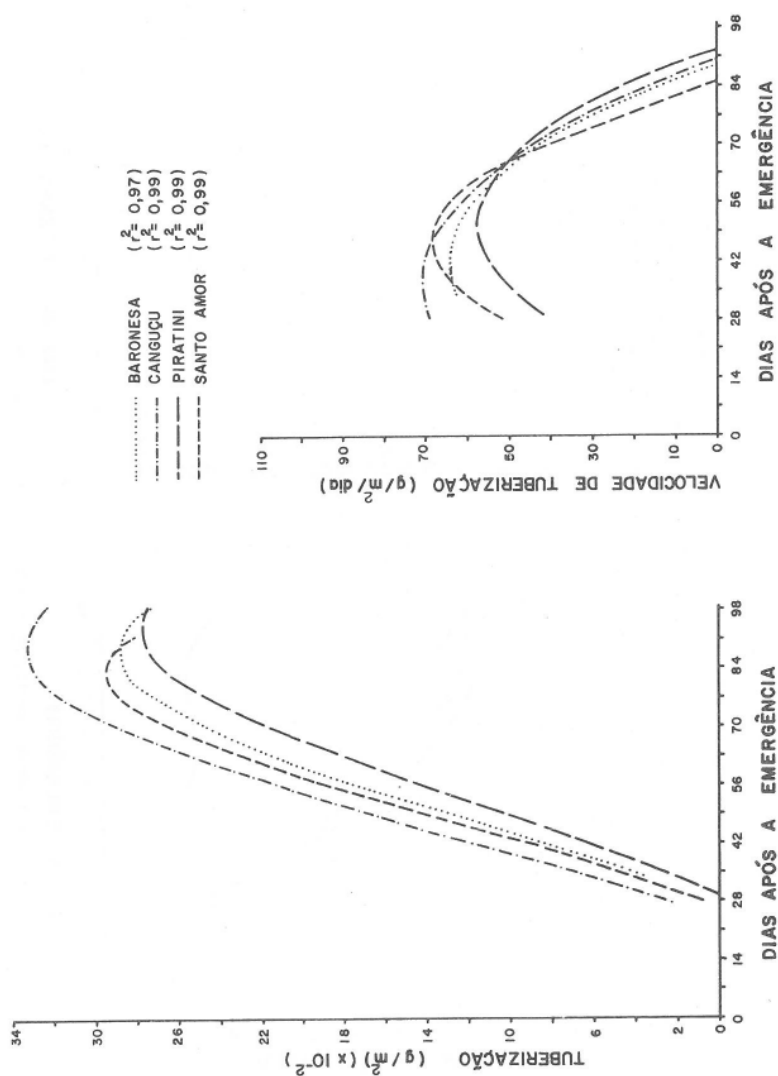 TUBERIZAÇÃO
(g/m²) (x 10⁻²)
34
30
26
22
18
14
10
6
2
0
0 14 28 42 56 70 84 98
DIAS APÓS A EMERGÊNCIA
BARONESA (r² = 0,97)
CANGUÇU (r² = 0,99)
PIRATINI (r² = 0,99)
SANTO AMOR (r² = 0,99)
VELOCIDADE DE TUBERIZAÇÃO (g/m²/dia)
110
90
70
50
30
10
0
0 14 28 42 56 70 84 98
DIAS APÓS A EMERGÊNCIA